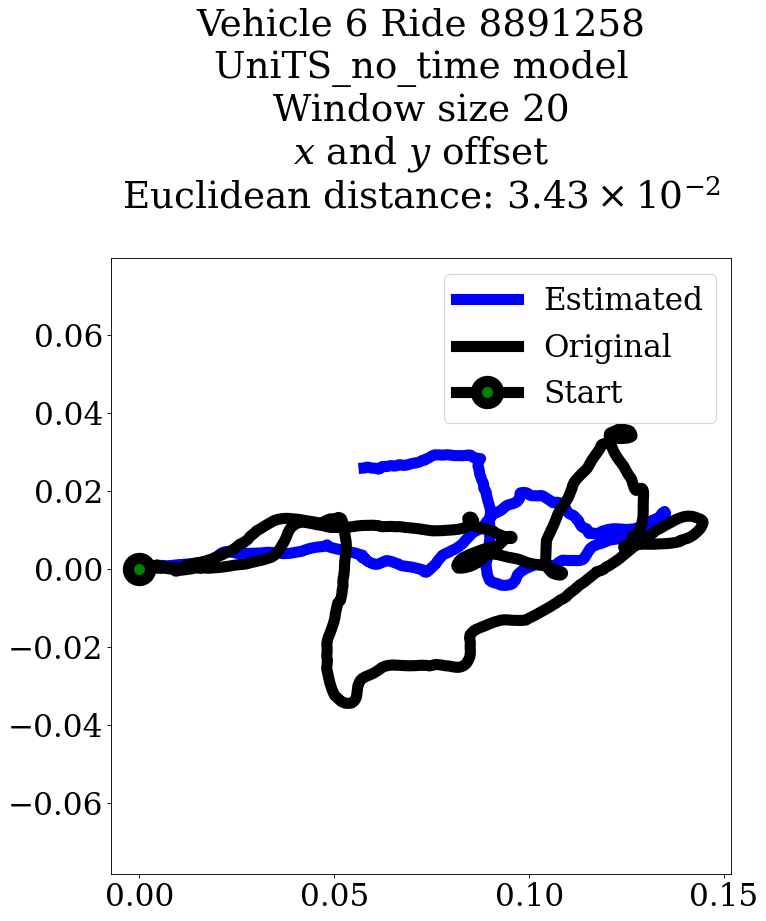 Vehicle 6 Ride 8891258
UniTS_no_time model
Window size 20
x and y offset
Euclidean distance: 3.43 × 10⁻²
Estimated
Original
Start
0.06
0.04
0.02
0.00
−0.02
−0.04
−0.06
0.00 0.05 0.10 0.15